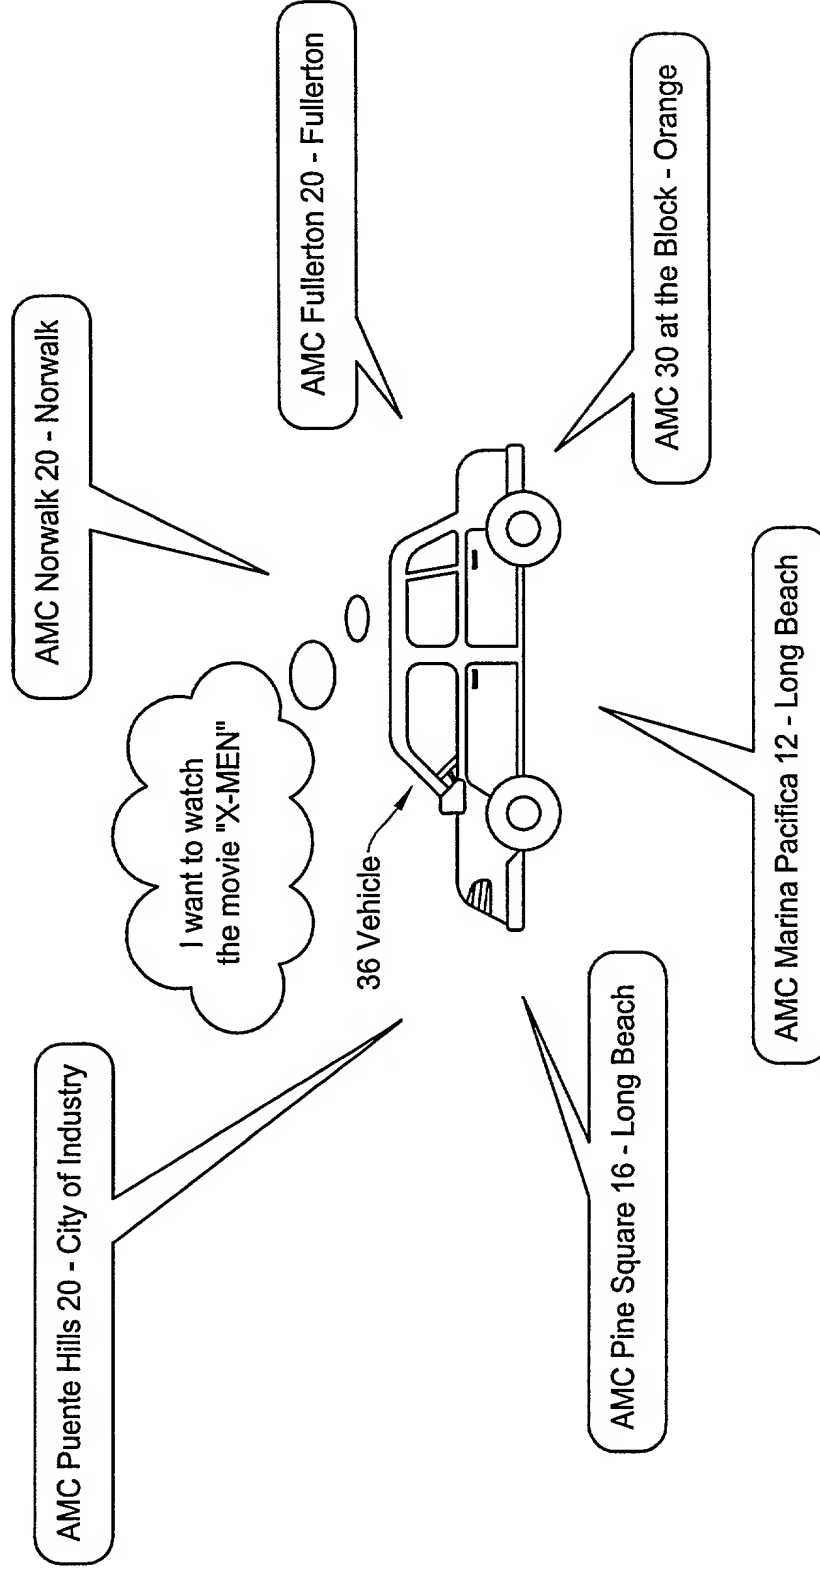 AMC Puente Hills 20 - City of Industry
AMC Norwalk 20 - Norwalk
I want to watch
the movie "X-MEN"
AMC Fullerton 20 - Fullerton
36 Vehicle
AMC Pine Square 16 - Long Beach
AMC 30 at the Block - Orange
AMC Marina Pacifica 12 - Long Beach